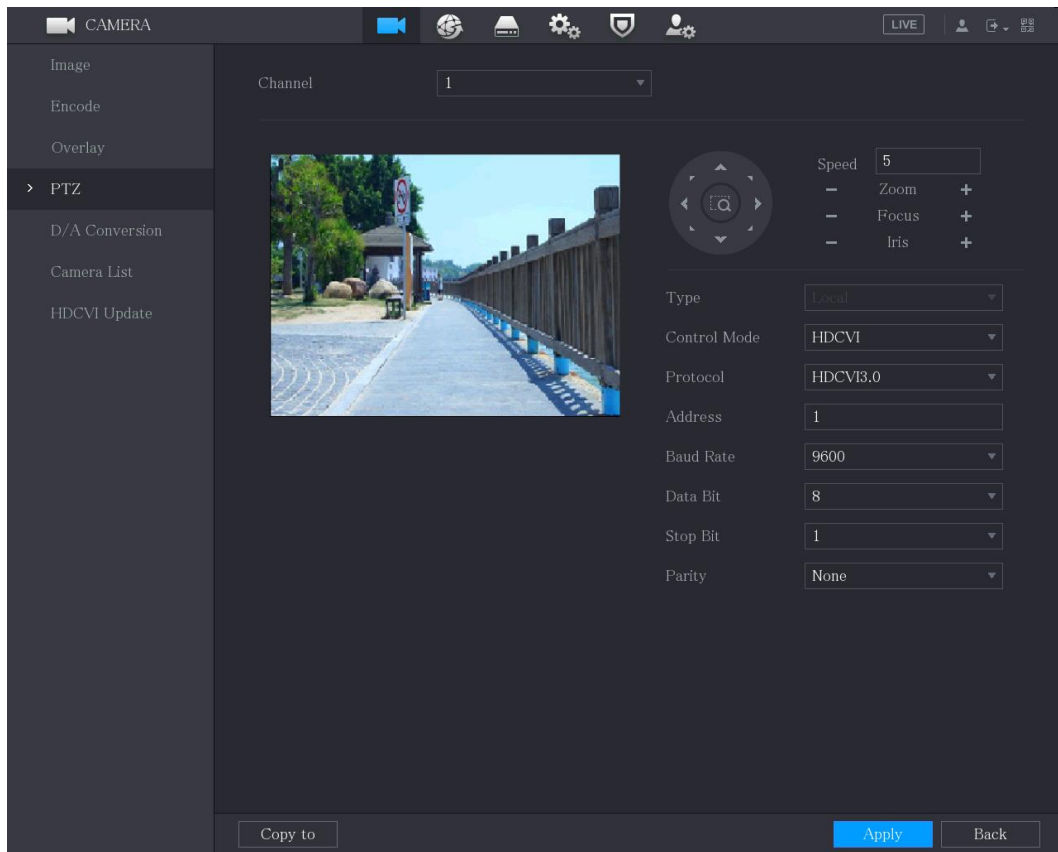 CAMERA
LIVE
Image
Encode
Overlay
PTZ
D/A Conversion
Camera List
HDCVI Update
Channel 1
Speed 5
Zoom
Focus
Iris
Type Local
Control Mode HDCVI
Protocol HDCVI3.0
Address 1
Baud Rate 9600
Data Bit 8
Stop Bit 1
Parity None
Copy to
Apply
Back